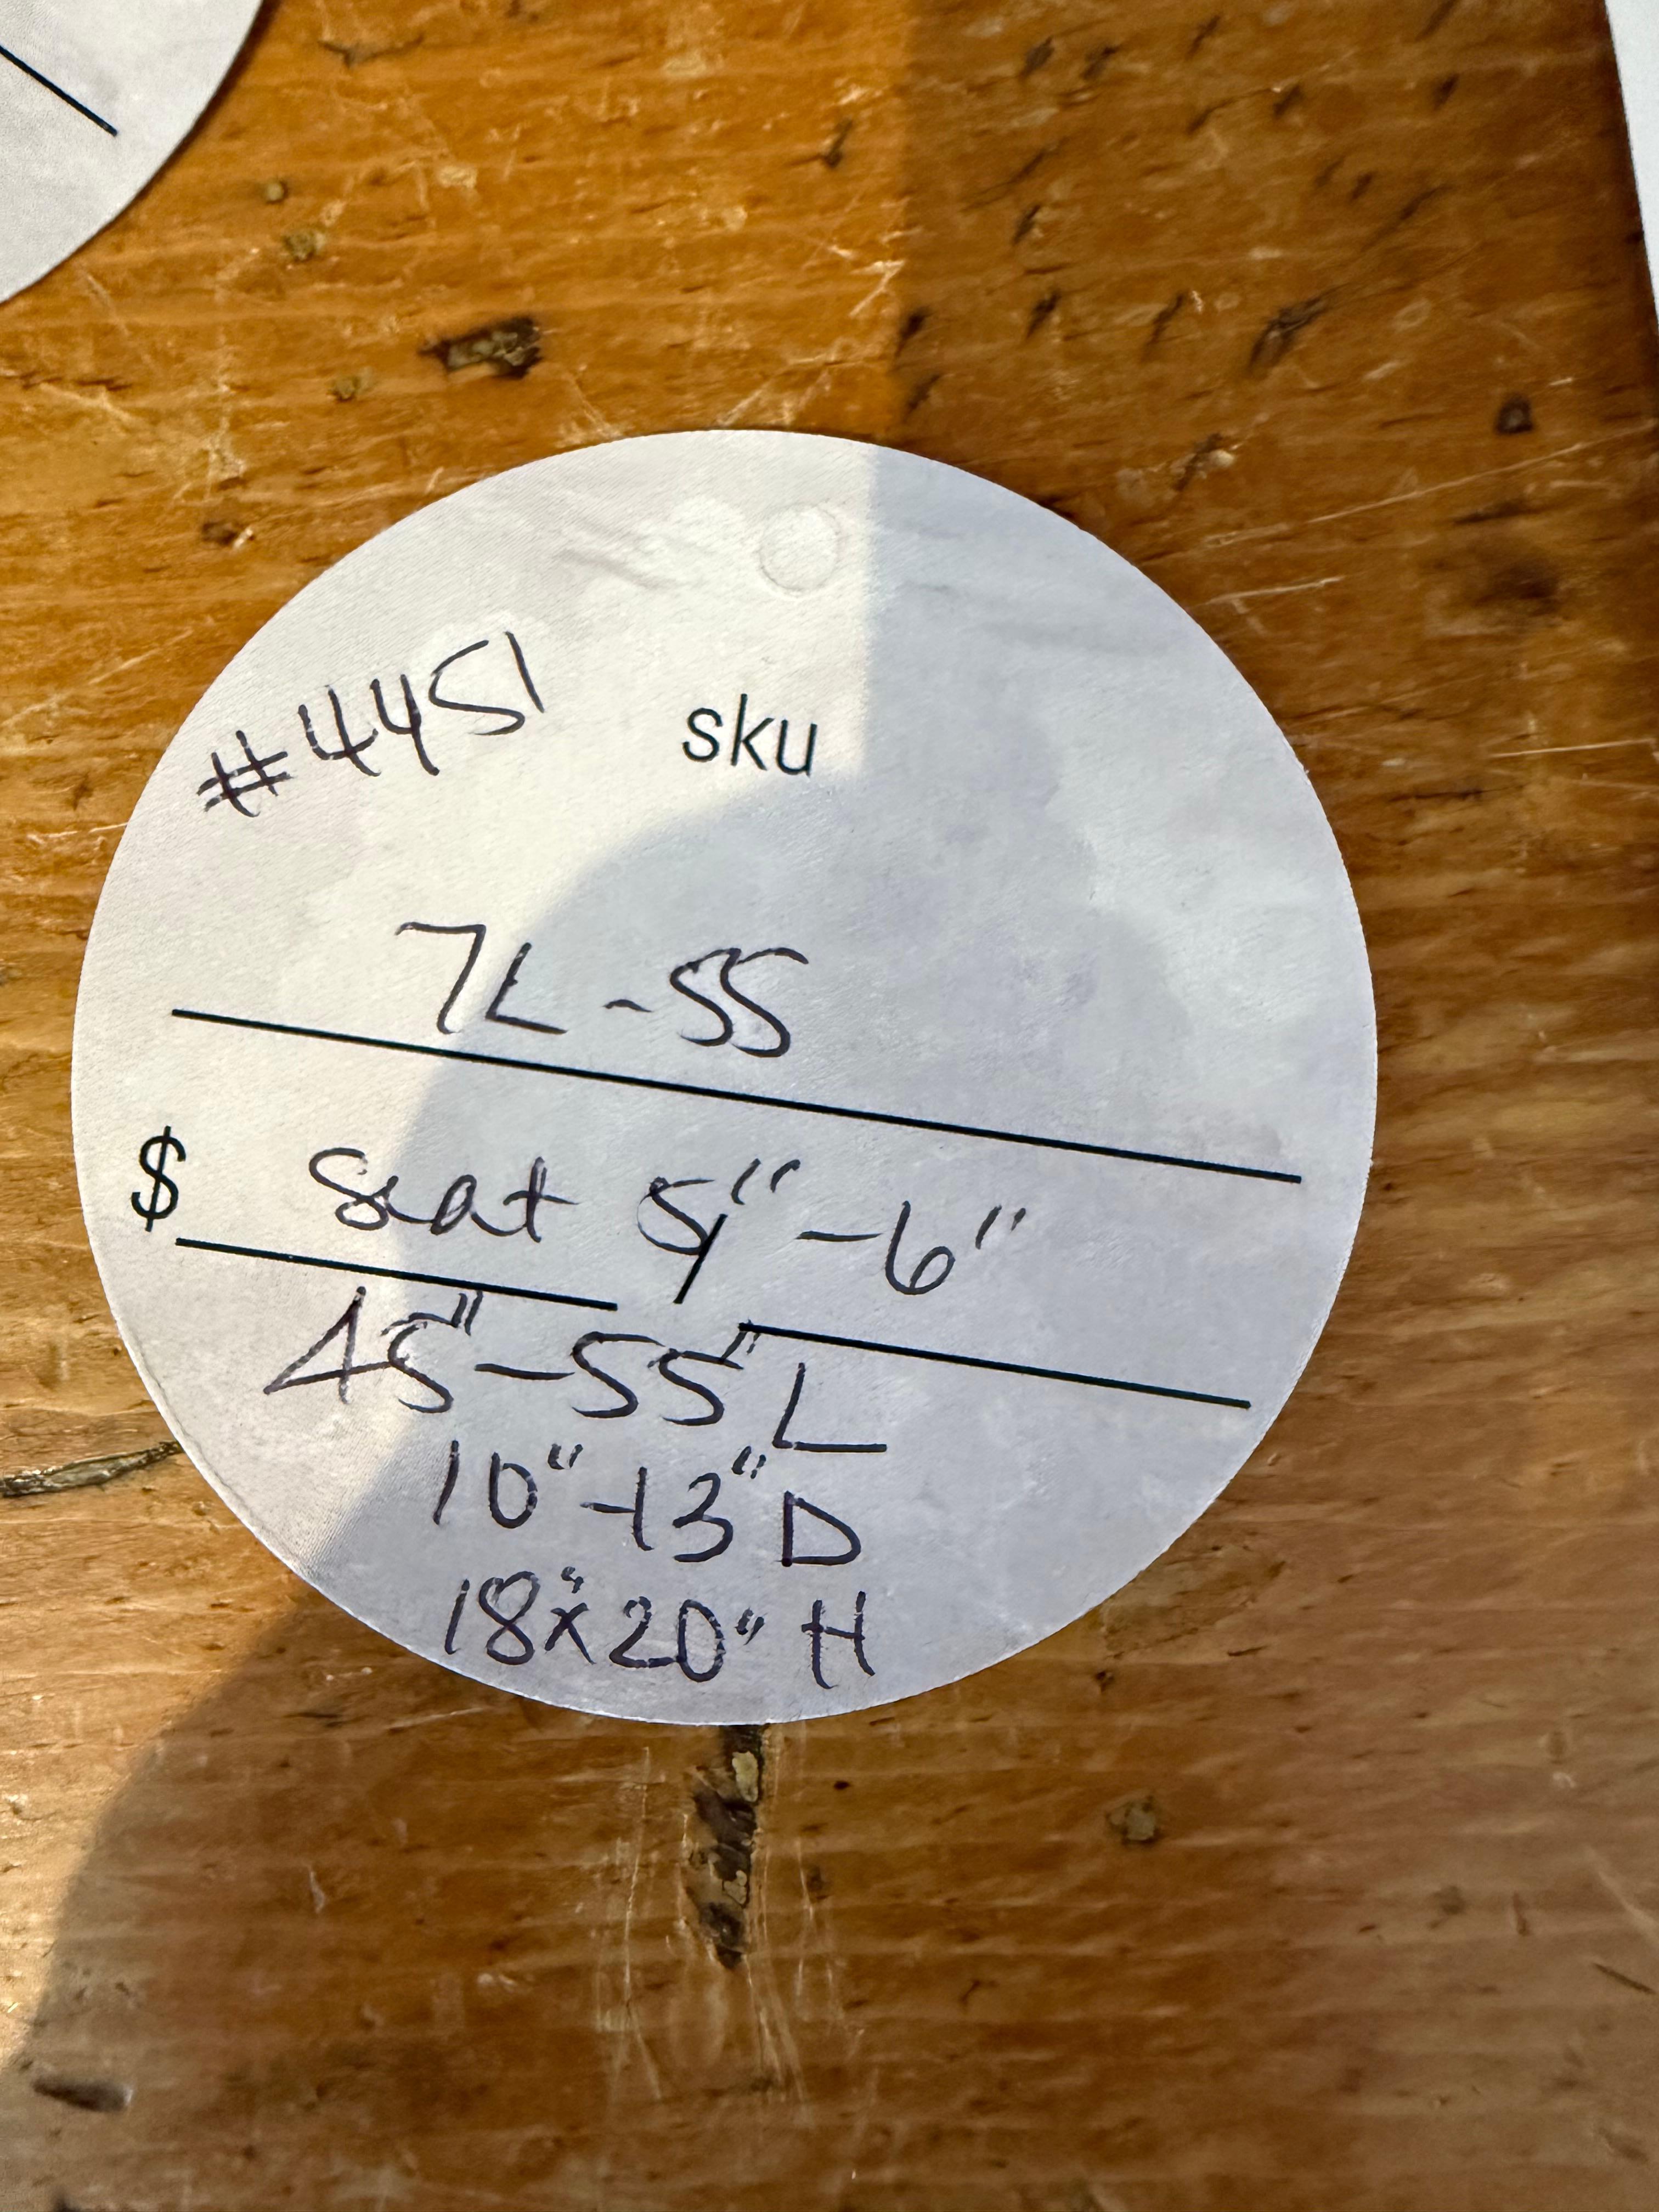 #4451
sku
7L-55
$ Seat 5"-6"
45"-55"L
10"-13"D
18"x20"H